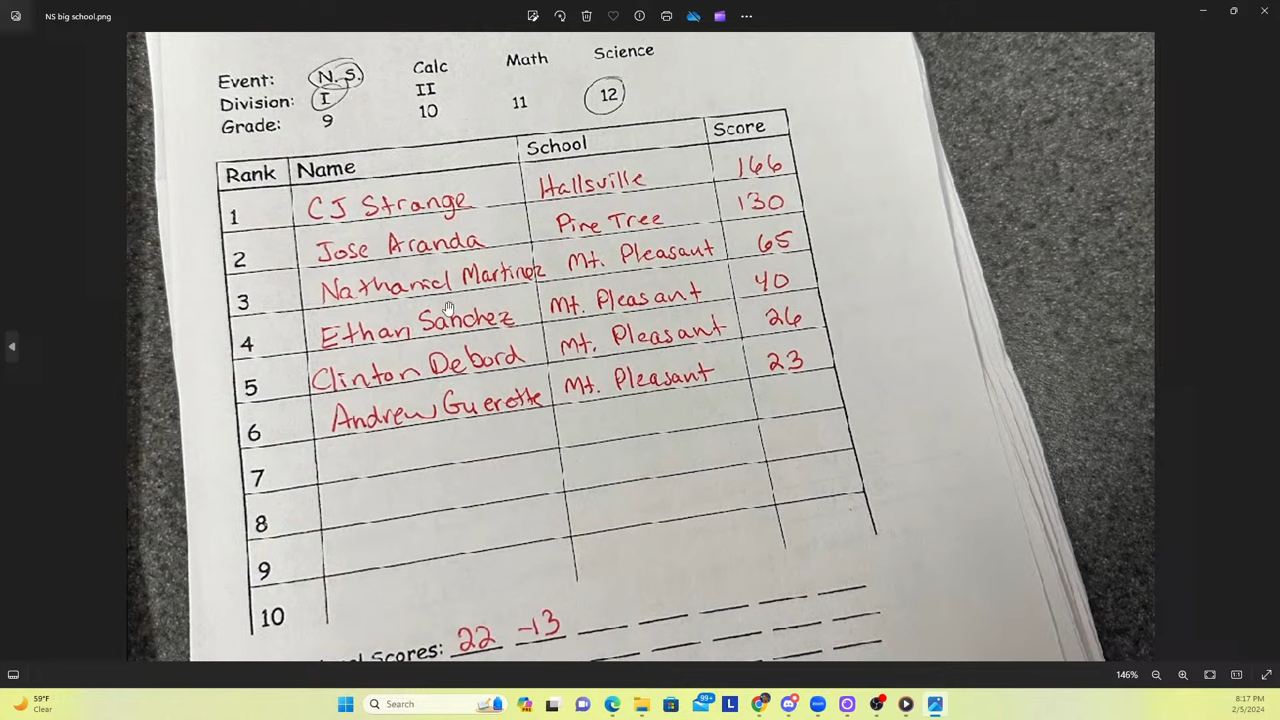 NS big school.png
Event: N.S. Calc Math Science
Division: I II
Grade: 9 10 11 12
Rank Name School Score
1 CJ Strange Hallsville 166
2 Jose Aranda Pine Tree 130
3 Nathaniel Martinez Mt. Pleasant 65
4 Ethan Sanchez Mt. Pleasant 40
5 Clinton Debord Mt. Pleasant 26
6 Andrew Guerette Mt. Pleasant 23
7
8
9
10
Scores: 22 -13
146%
59°F
Clear
Search
PRE
99+
L
8:17 PM
2/5/2024